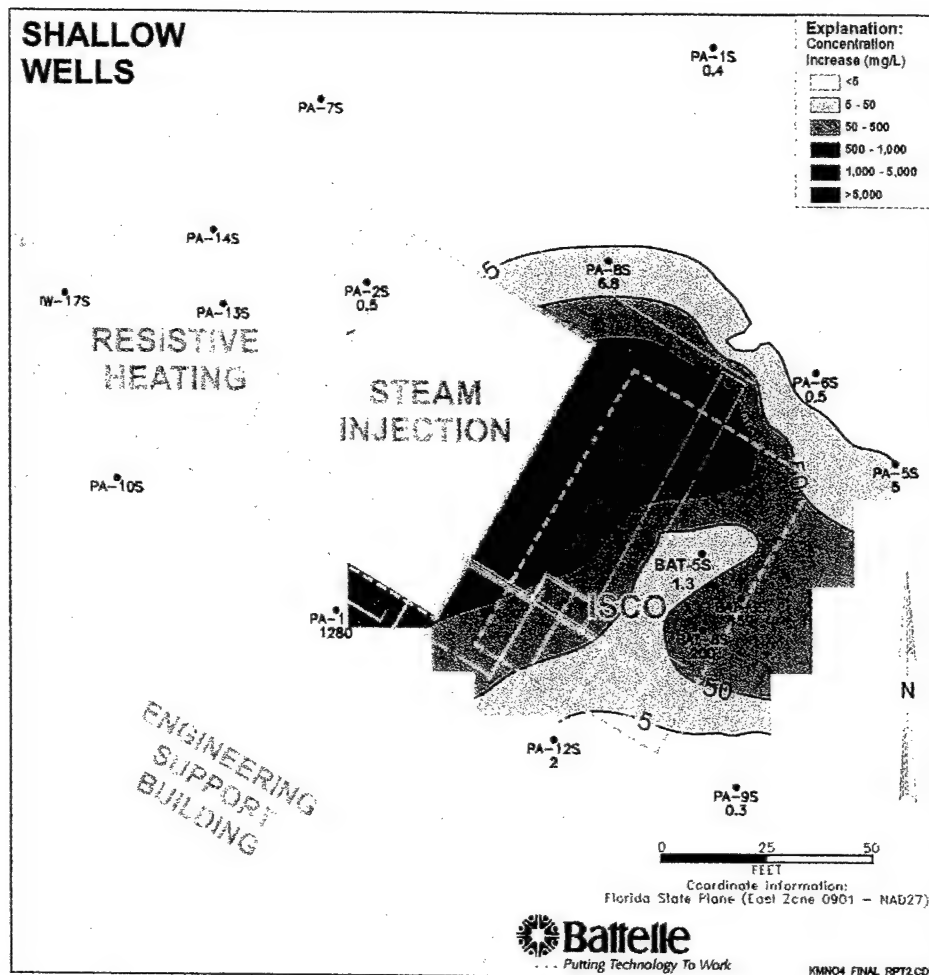 SHALLOW
WELLS
Explanation:
Concentration
Increase (mg/L)
<5
5 - 50
50 - 500
500 - 1,000
1,000 - 5,000
>5,000
PA-1S
0.4
PA-7S
PA-14S
IW-17S
PA-13S
PA-2S
0.5
5
PA-8S
6.8
RESISTIVE
HEATING
STEAM
INJECTION
PA-6S
0.5
PA-10S
PA-5S
5
BAT-5S
1.3
PA-1
1280
ISCO
50
5
N
PA-12S
2
PA-9S
0.3
ENGINEERING
SUPPORT
BUILDING
0 25 50
FEET
Coordinate information:
Florida State Plane (East Zone 0901 - NAD27)
Battelle
... Putting Technology To Work
KMNO4_FINAL_RPT2.CD